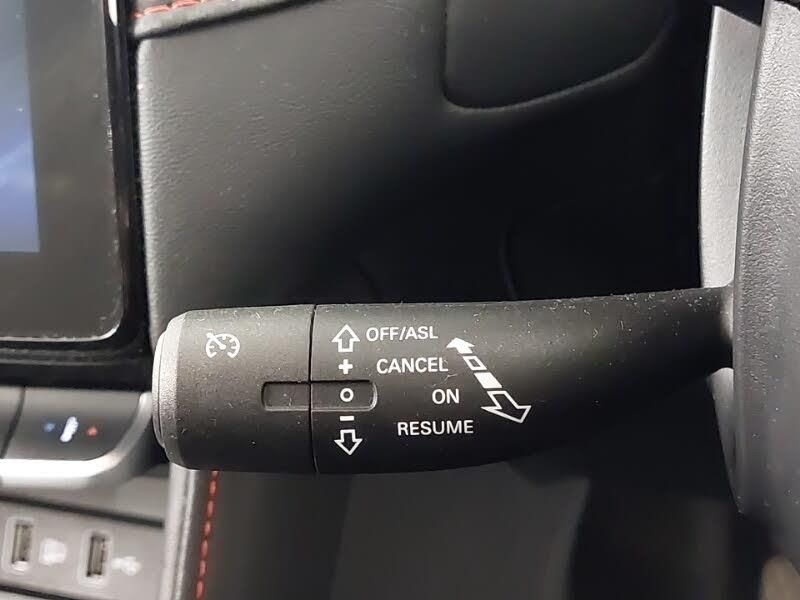 OFF/ASL
+ CANCEL
O ON
− RESUME